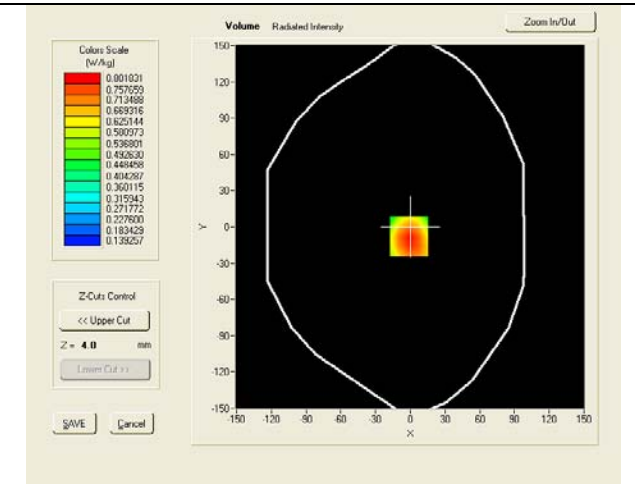 Volume Radiated Intensity
Zoom In/Out
Colors Scale
(W/kg)
0.801831
0.757659
0.713488
0.669316
0.625144
0.580973
0.536801
0.492630
0.448458
0.404287
0.360115
0.315943
0.271772
0.227600
0.183429
0.139257
Z-Cuts Control
<< Upper Cut
Z = 4.0 mm
Lower Cut >>
SAVE
Cancel
150
120
90
60
30
0
-30
-60
-90
-120
-150
Y
-150 -120 -90 -60 -30 0 30 60 90 120 150
X